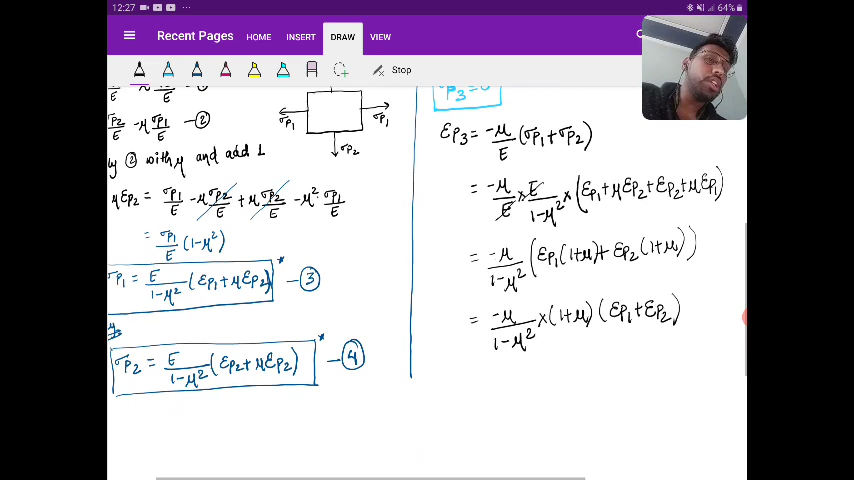 12:27
64%
Recent Pages HOME INSERT DRAW VIEW
Stop
E E
σp2/E -μ σp1/E -②
σp1
σp1
σp2
y ② with μ and add 1
μεp2 = σp1/E -μ σp2/E + μ σp2/E -μ². σp1/E
= σp1/E (1-μ²)
σp1 = E/1-μ² (εp1+μεp2) * -③
σp2 = E/1-μ² (εp2+μεp2) * -④
σp3=0
εp3 = -μ/E (σp1+σp2)
= -μ/E × E/1-μ² × (εp1+μεp2+εp2+μεp1)
= -μ/1-μ² (εp1(1+μ)+εp2(1+μ))
= -μ/1-μ² ×(1+μ)(εp1+εp2)